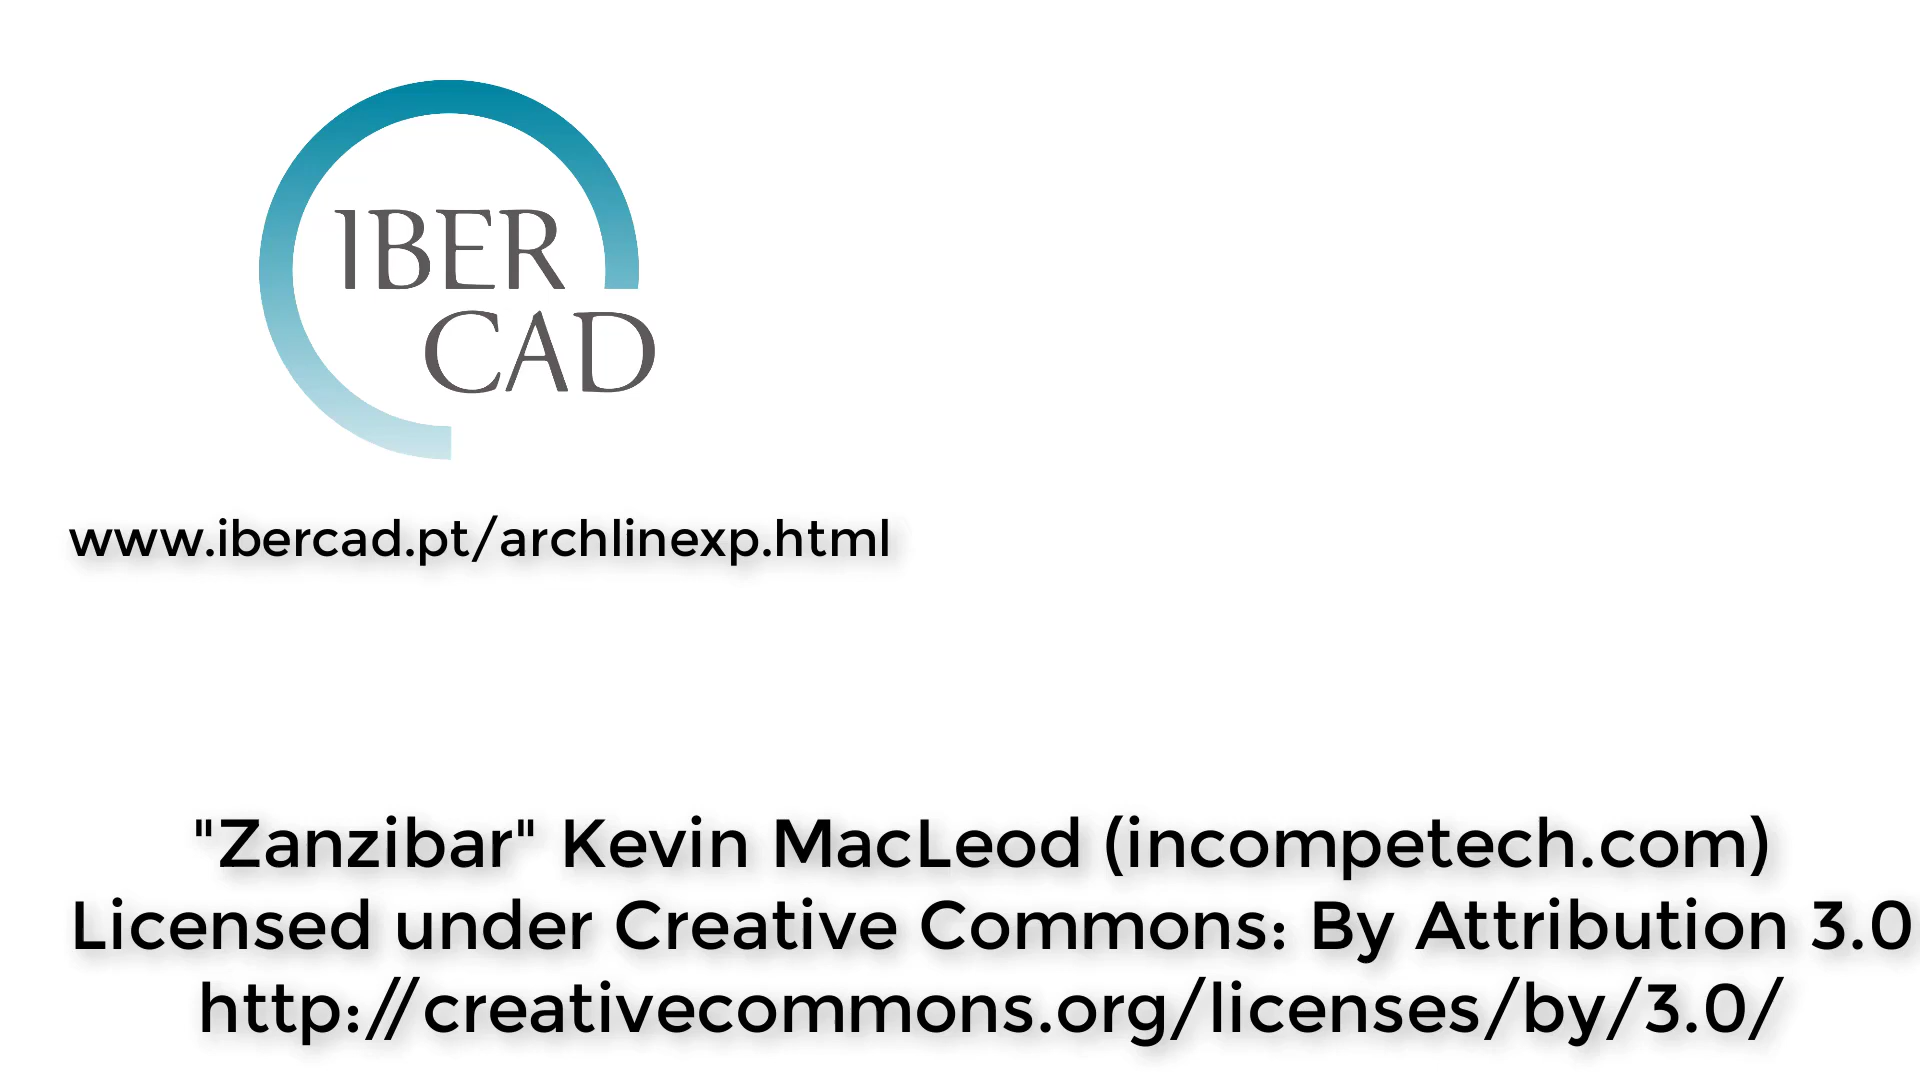 IBER
CAD
www.ibercad.pt/archlinexp.html
"Zanzibar" Kevin MacLeod (incompetech.com)
Licensed under Creative Commons: By Attribution 3.0
http://creativecommons.org/licenses/by/3.0/